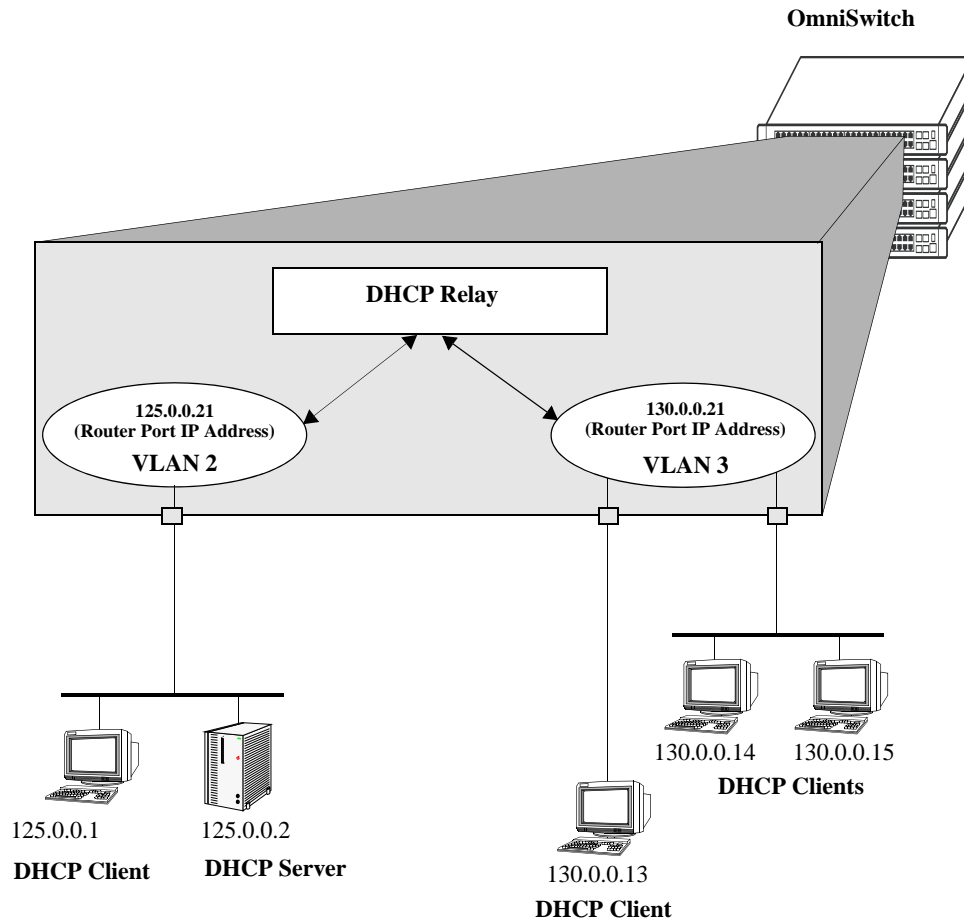 OmniSwitch
DHCP Relay
125.0.0.21
(Router Port IP Address)
VLAN 2
130.0.0.21
(Router Port IP Address)
VLAN 3
130.0.0.14
130.0.0.15
DHCP Clients
125.0.0.1
125.0.0.2
DHCP Client
DHCP Server
130.0.0.13
DHCP Client